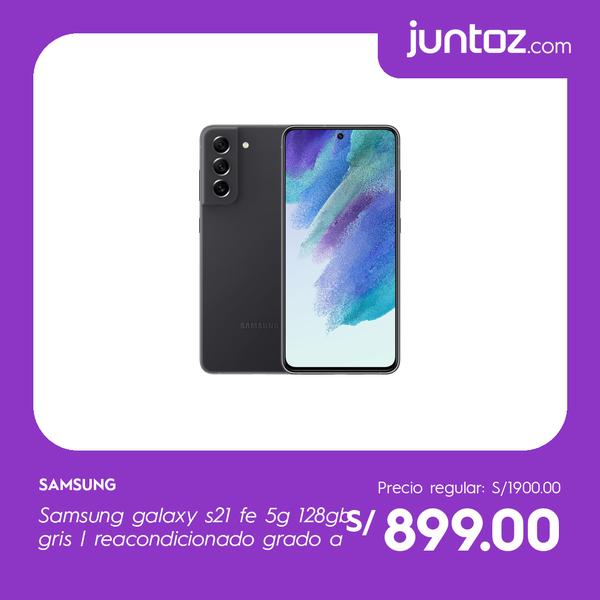 juntoz.com
SAMSUNG
SAMSUNG
Precio regular: S/1900.00
Samsung galaxy s21 fe 5g 128gb
gris | reacondicionado grado a
S/ 899.00